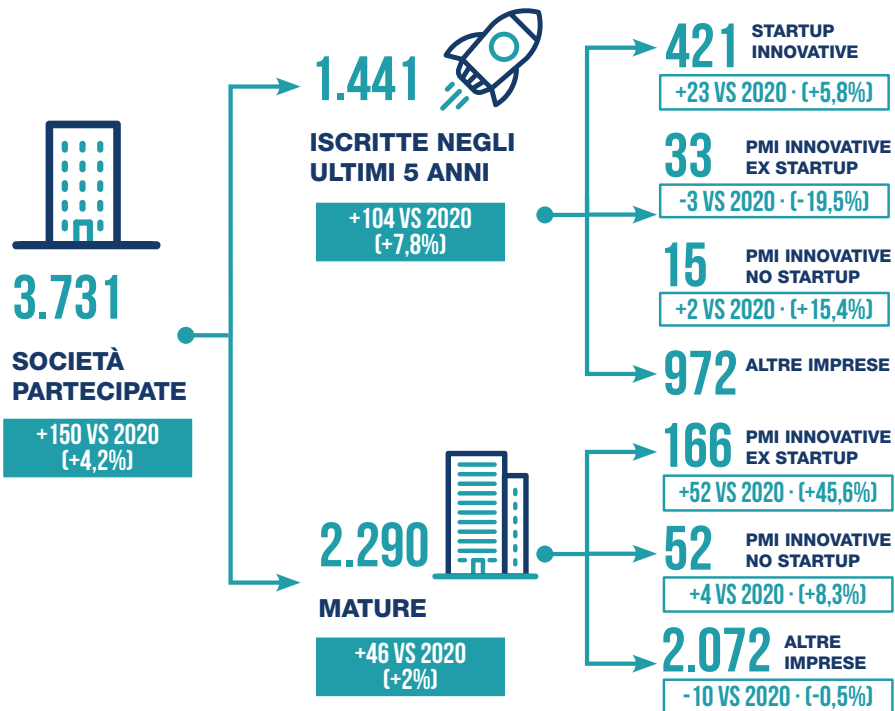 3.731
SOCIETÀ
PARTECIPATE
+150 VS 2020
(+4,2%)
1.441
ISCRITTE NEGLI
ULTIMI 5 ANNI
+104 VS 2020
(+7,8%)
421
STARTUP
INNOVATIVE
+23 VS 2020 · (+5,8%)
33
PMI INNOVATIVE
EX STARTUP
-3 VS 2020 · (-19,5%)
15
PMI INNOVATIVE
NO STARTUP
+2 VS 2020 · (+15,4%)
972
ALTRE IMPRESE
2.290
MATURE
+46 VS 2020
(+2%)
166
PMI INNOVATIVE
EX STARTUP
+52 VS 2020 · (+45,6%)
52
PMI INNOVATIVE
NO STARTUP
+4 VS 2020 · (+8,3%)
2.072
ALTRE
IMPRESE
-10 VS 2020 · (-0,5%)